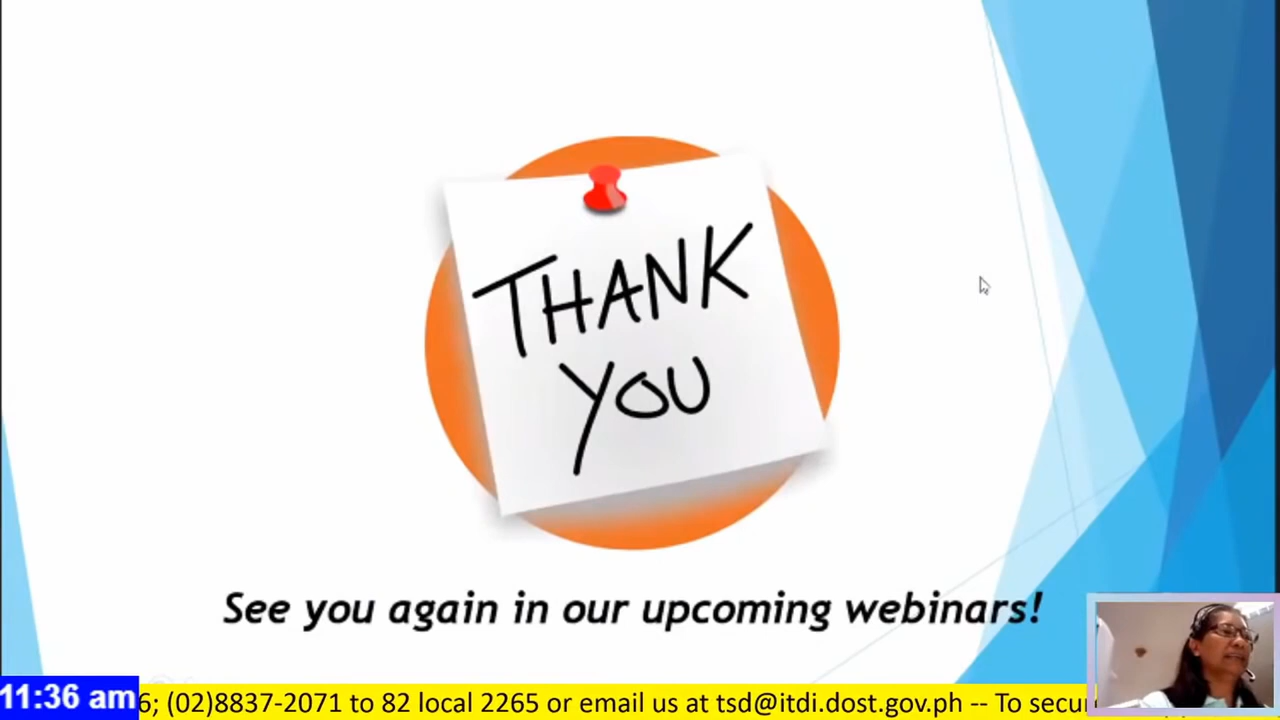 THANK
YOU
See you again in our upcoming webinars!
11:36 am
6; (02)8837-2071 to 82 local 2265 or email us at tsd@itdi.dost.gov.ph -- To secu